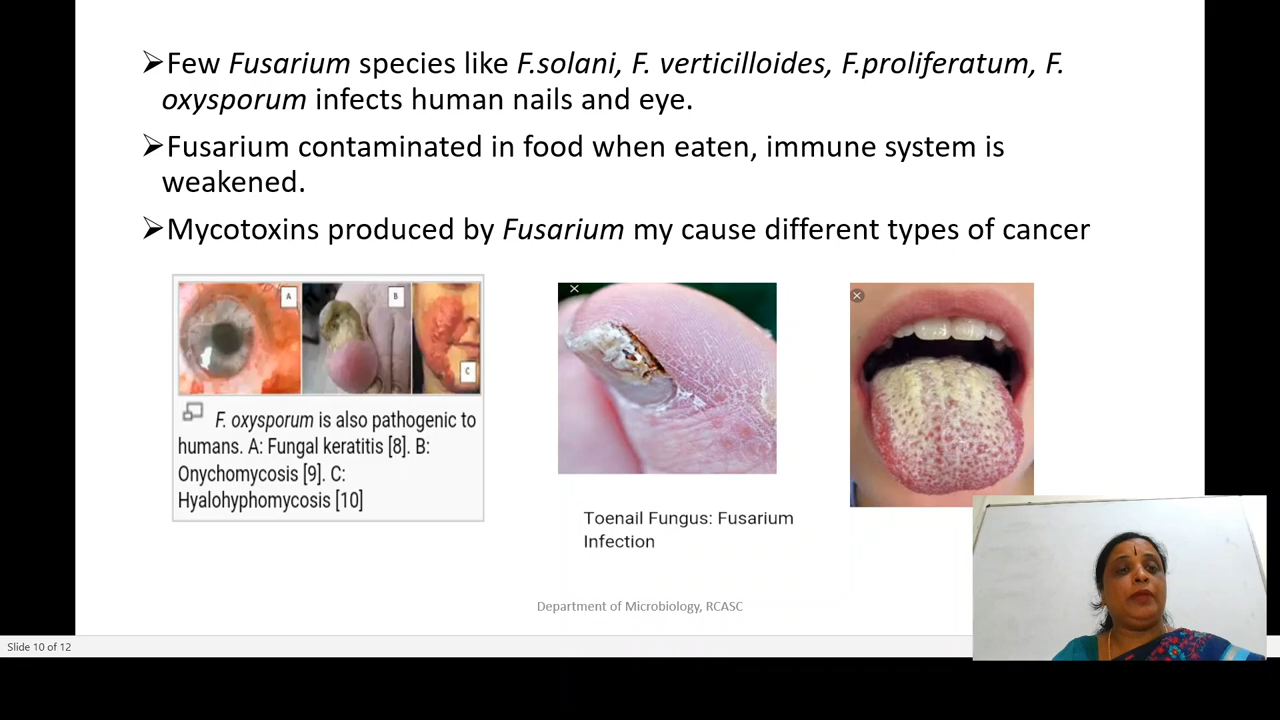 ➢Few Fusarium species like F.solani, F. verticilloides, F.proliferatum, F.
oxysporum infects human nails and eye.
➢Fusarium contaminated in food when eaten, immune system is
weakened.
➢Mycotoxins produced by Fusarium my cause different types of cancer
A
B
C
F. oxysporum is also pathogenic to
humans. A: Fungal keratitis [8]. B:
Onychomycosis [9]. C:
Hyalohyphomycosis [10]
Toenail Fungus: Fusarium
Infection
Department of Microbiology, RCASC
Slide 10 of 12